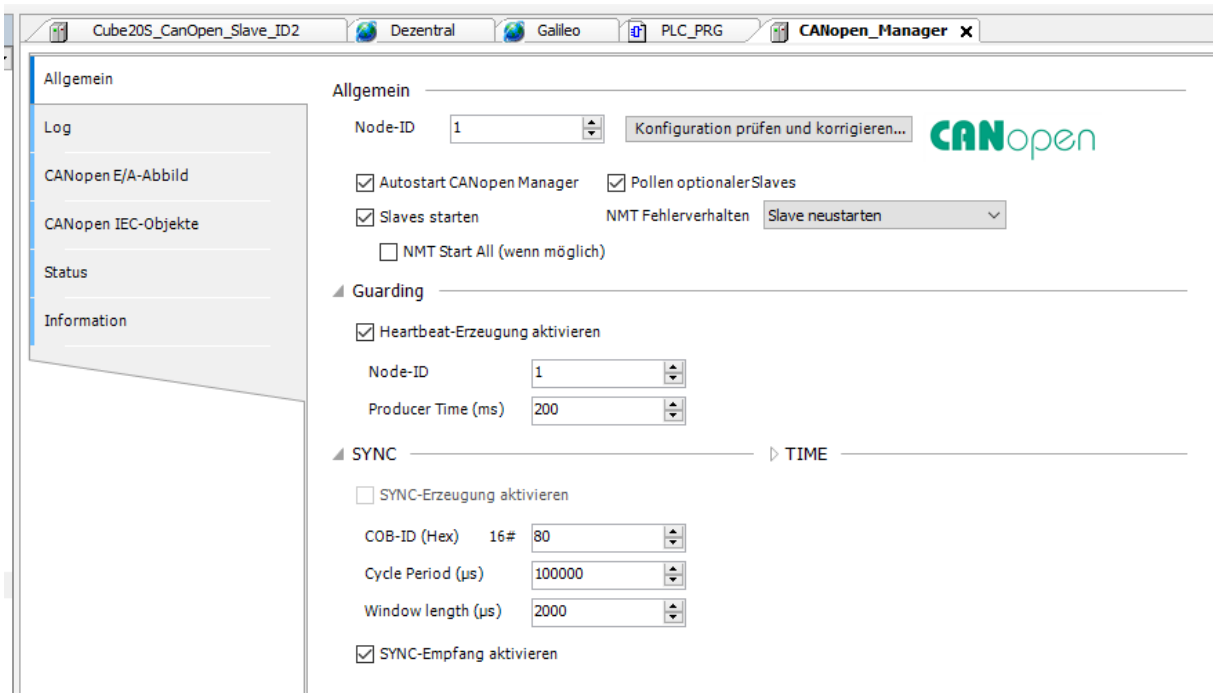 Cube20S_CanOpen_Slave_ID2 Dezentral Galileo PLC_PRG CANopen_Manager X
Allgemein
Log
CANopen E/A-Abbild
CANopen IEC-Objekte
Status
Information
Allgemein
Node-ID 1 Konfiguration prüfen und korrigieren... CANopen
Autostart CANopen Manager Pollen optionaler Slaves
Slaves starten NMT Fehlerverhalten Slave neustarten
NMT Start All (wenn möglich)
Guarding
Heartbeat-Erzeugung aktivieren
Node-ID 1
Producer Time (ms) 200
SYNC TIME
SYNC-Erzeugung aktivieren
COB-ID (Hex) 16# 80
Cycle Period (µs) 100000
Window length (µs) 2000
SYNC-Empfang aktivieren